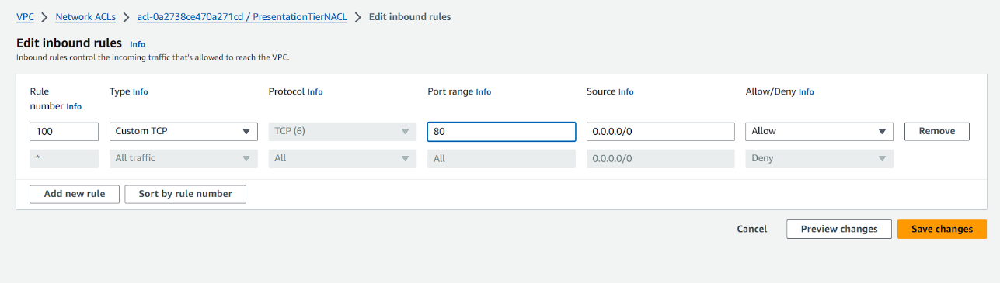 VPC > Network ACLs > acl-0a2738ce470a271cd / PresentationTierNACL > Edit inbound rules
Edit inbound rules Info
Inbound rules control the incoming traffic that's allowed to reach the VPC.
Rule number Info Type Info Protocol Info Port range Info Source Info Allow/Deny Info
100 Custom TCP TCP (6) 80 0.0.0.0/0 Allow Remove
* All traffic All All 0.0.0.0/0 Deny
Add new rule Sort by rule number
Cancel Preview changes Save changes